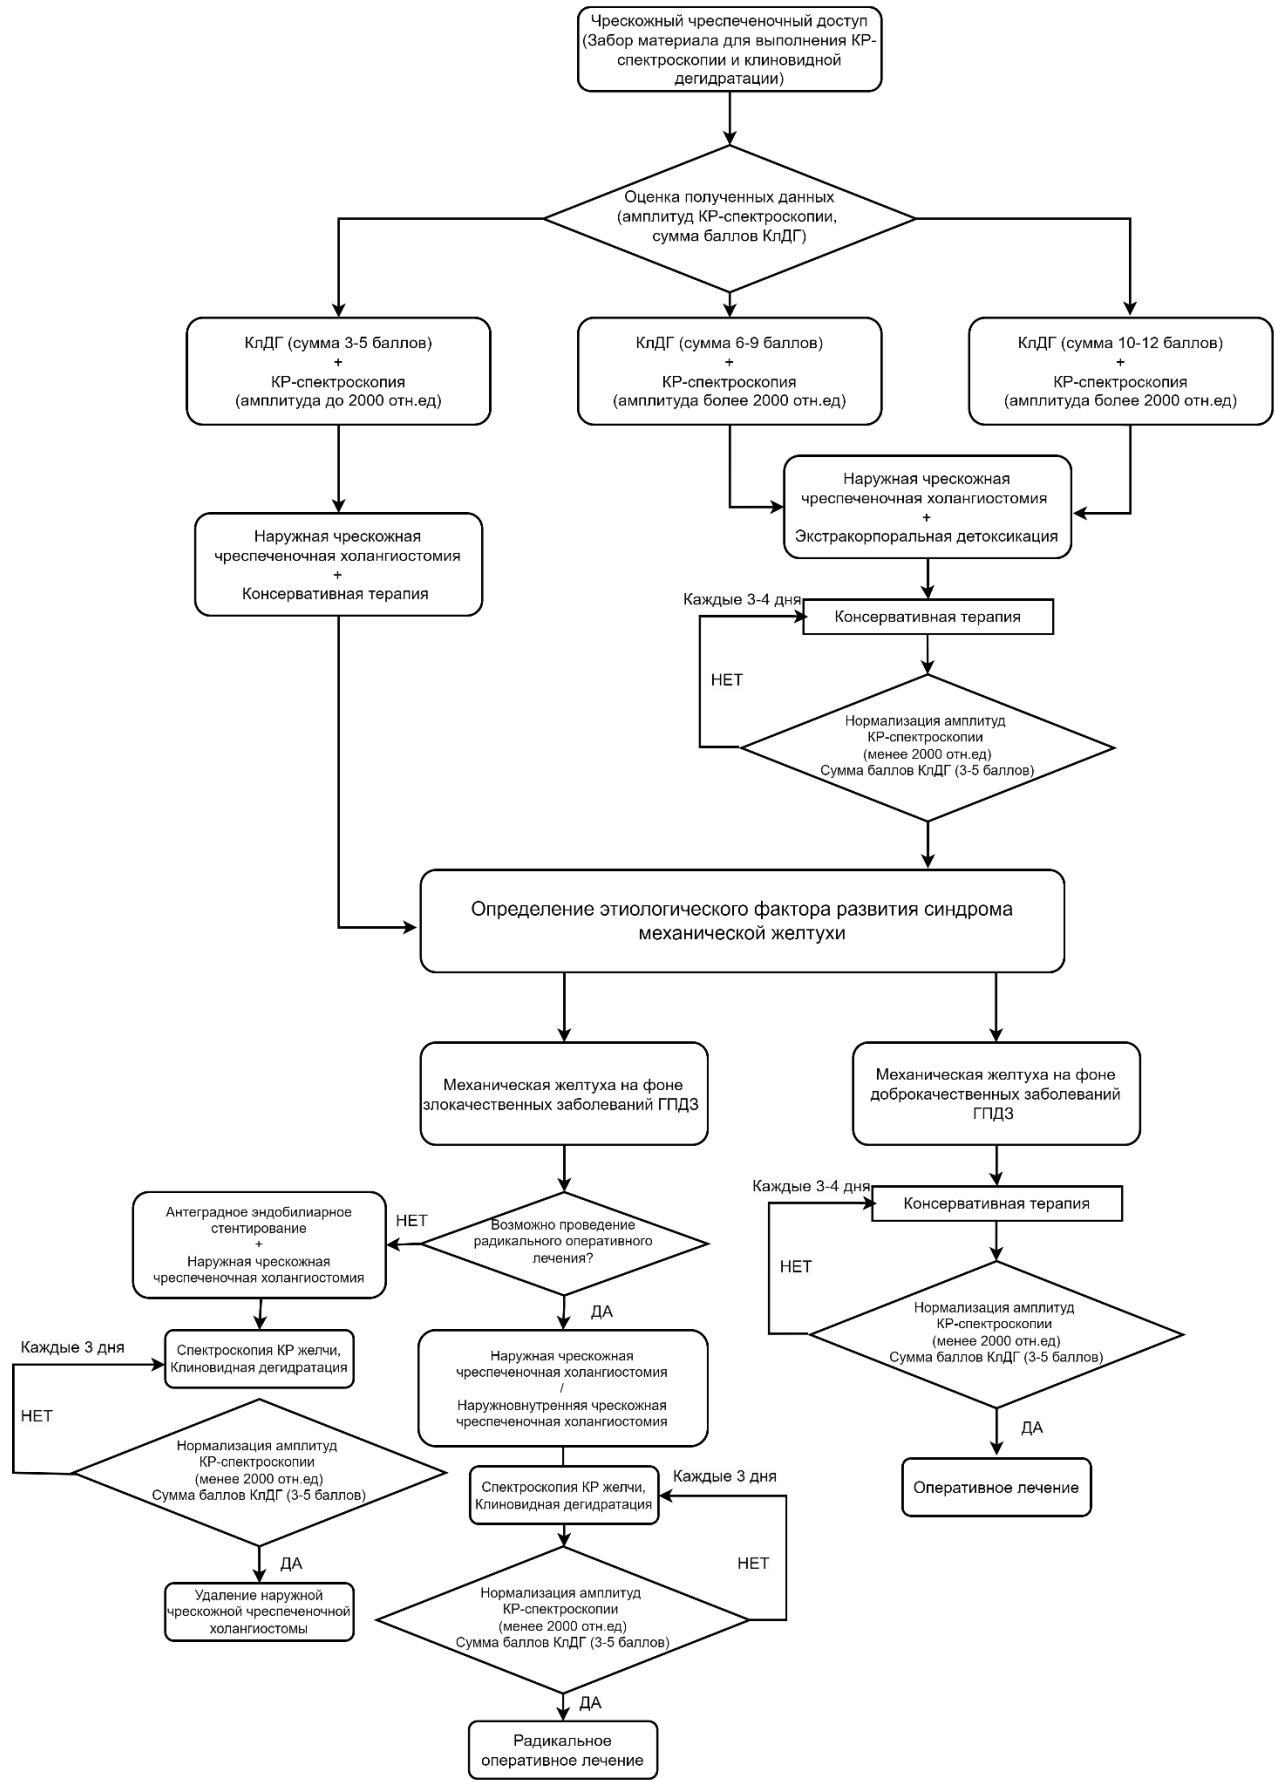 Чрескожный чреспеченочный доступ
(Забор материала для выполнения КР-
спектроскопии и клиновидной
дегидратации)
Оценка полученных данных
(амплитуд КР-спектроскопии,
сумма баллов КлДГ)
КлДГ (сумма 3-5 баллов)
+
КР-спектроскопия
(амплитуда до 2000 отн.ед)
КлДГ (сумма 6-9 баллов)
+
КР-спектроскопия
(амплитуда более 2000 отн.ед)
КлДГ (сумма 10-12 баллов)
+
КР-спектроскопия
(амплитуда более 2000 отн.ед)
Наружная чрескожная
чреспеченочная холангиостомия
+
Экстракорпоральная детоксикация
Наружная чрескожная
чреспеченочная холангиостомия
+
Консервативная терапия
Каждые 3-4 дня
Консервативная терапия
НЕТ
Нормализация амплитуд
КР-спектроскопии
(менее 2000 отн.ед)
Сумма баллов КлДГ (3-5 баллов)
Определение этиологического фактора развития синдрома
механической желтухи
Механическая желтуха на фоне
злокачественных заболеваний ГПДЗ
Механическая желтуха на фоне
доброкачественных заболеваний
ГПДЗ
Каждые 3-4 дня
Консервативная терапия
НЕТ
Нормализация амплитуд
КР-спектроскопии
(менее 2000 отн.ед)
Сумма баллов КлДГ (3-5 баллов)
ДА
Оперативное лечение
Возможно проведение
радикального оперативного
лечения?
НЕТ
Антеградное эндобилиарное
стентирование
+
Наружная чрескожная
чреспеченочная холангиостомия
Каждые 3 дня
Спектроскопия КР желчи,
Клиновидная дегидратация
НЕТ
Нормализация амплитуд
КР-спектроскопии
(менее 2000 отн.ед)
Сумма баллов КлДГ (3-5 баллов)
ДА
Удаление наружной
чрескожной чреспеченочной
холангиостомы
ДА
Наружная чрескожная
чреспеченочная холангиостомия
/
Наружновнутренняя чрескожная
чреспеченочная холангиостомия
Каждые 3 дня
Спектроскопия КР желчи,
Клиновидная дегидратация
НЕТ
Нормализация амплитуд
КР-спектроскопии
(менее 2000 отн.ед)
Сумма баллов КлДГ (3-5 баллов)
ДА
Радикальное
оперативное лечение